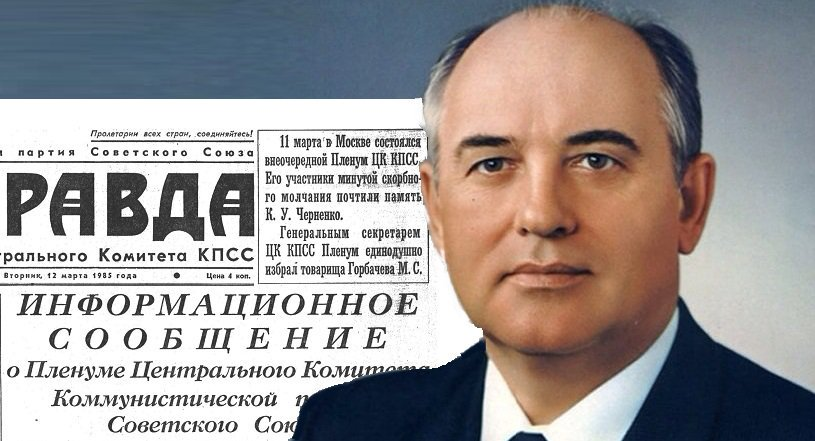 Пролетарии всех стран, соединяйтесь!
партия Советского Союза
РАВДА
трального Комитета КПСС
Вторник, 12 марта 1985 года • Цена 4 коп.
11 марта в Москве состоялся
внеочередной Пленум ЦК КПСС.
Его участники минутой скорбно-
го молчания почтили память
К. У. Черненко.
Генеральным секретарем
ЦК КПСС Пленум единодушно
избрал товарища Горбачева М. С.
ИНФОРМАЦИОННОЕ
СООБЩЕНИЕ
о Пленуме Центрального Комитета
Коммунистической п
Советского Сою